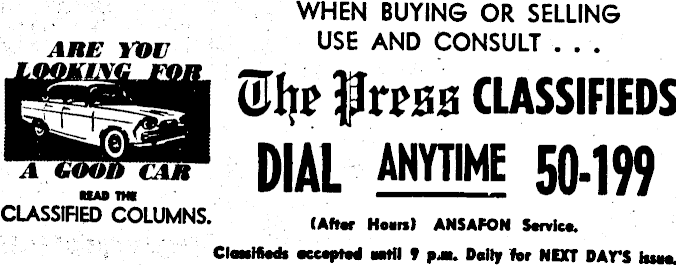 ARE YOU
LOOKING FOR
A GOOD CAR
READ THE
CLASSIFIED COLUMNS.
WHEN BUYING OR SELLING
USE AND CONSULT . . .
The Press CLASSIFIEDS
DIAL ANYTIME 50-199
(After Hours) ANSAFON Service.
Classifieds accepted until 9 p.m. Daily for NEXT DAY'S issue.